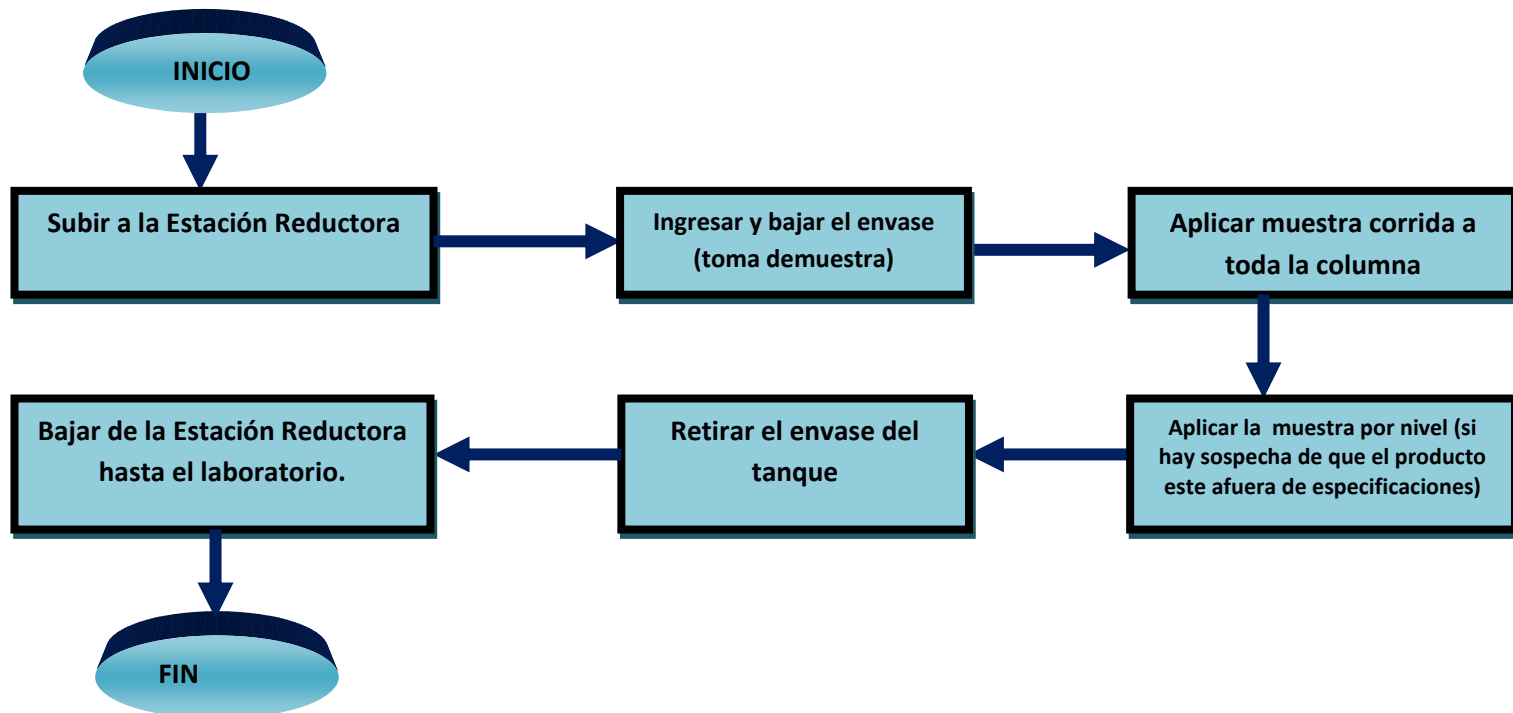 INICIO
Subir a la Estación Reductora
Ingresar y bajar el envase
(toma demuestra)
Aplicar muestra corrida a
toda la columna
Aplicar la muestra por nivel (si
hay sospecha de que el producto
este afuera de especificaciones)
Retirar el envase del
tanque
Bajar de la Estación Reductora
hasta el laboratorio.
FIN